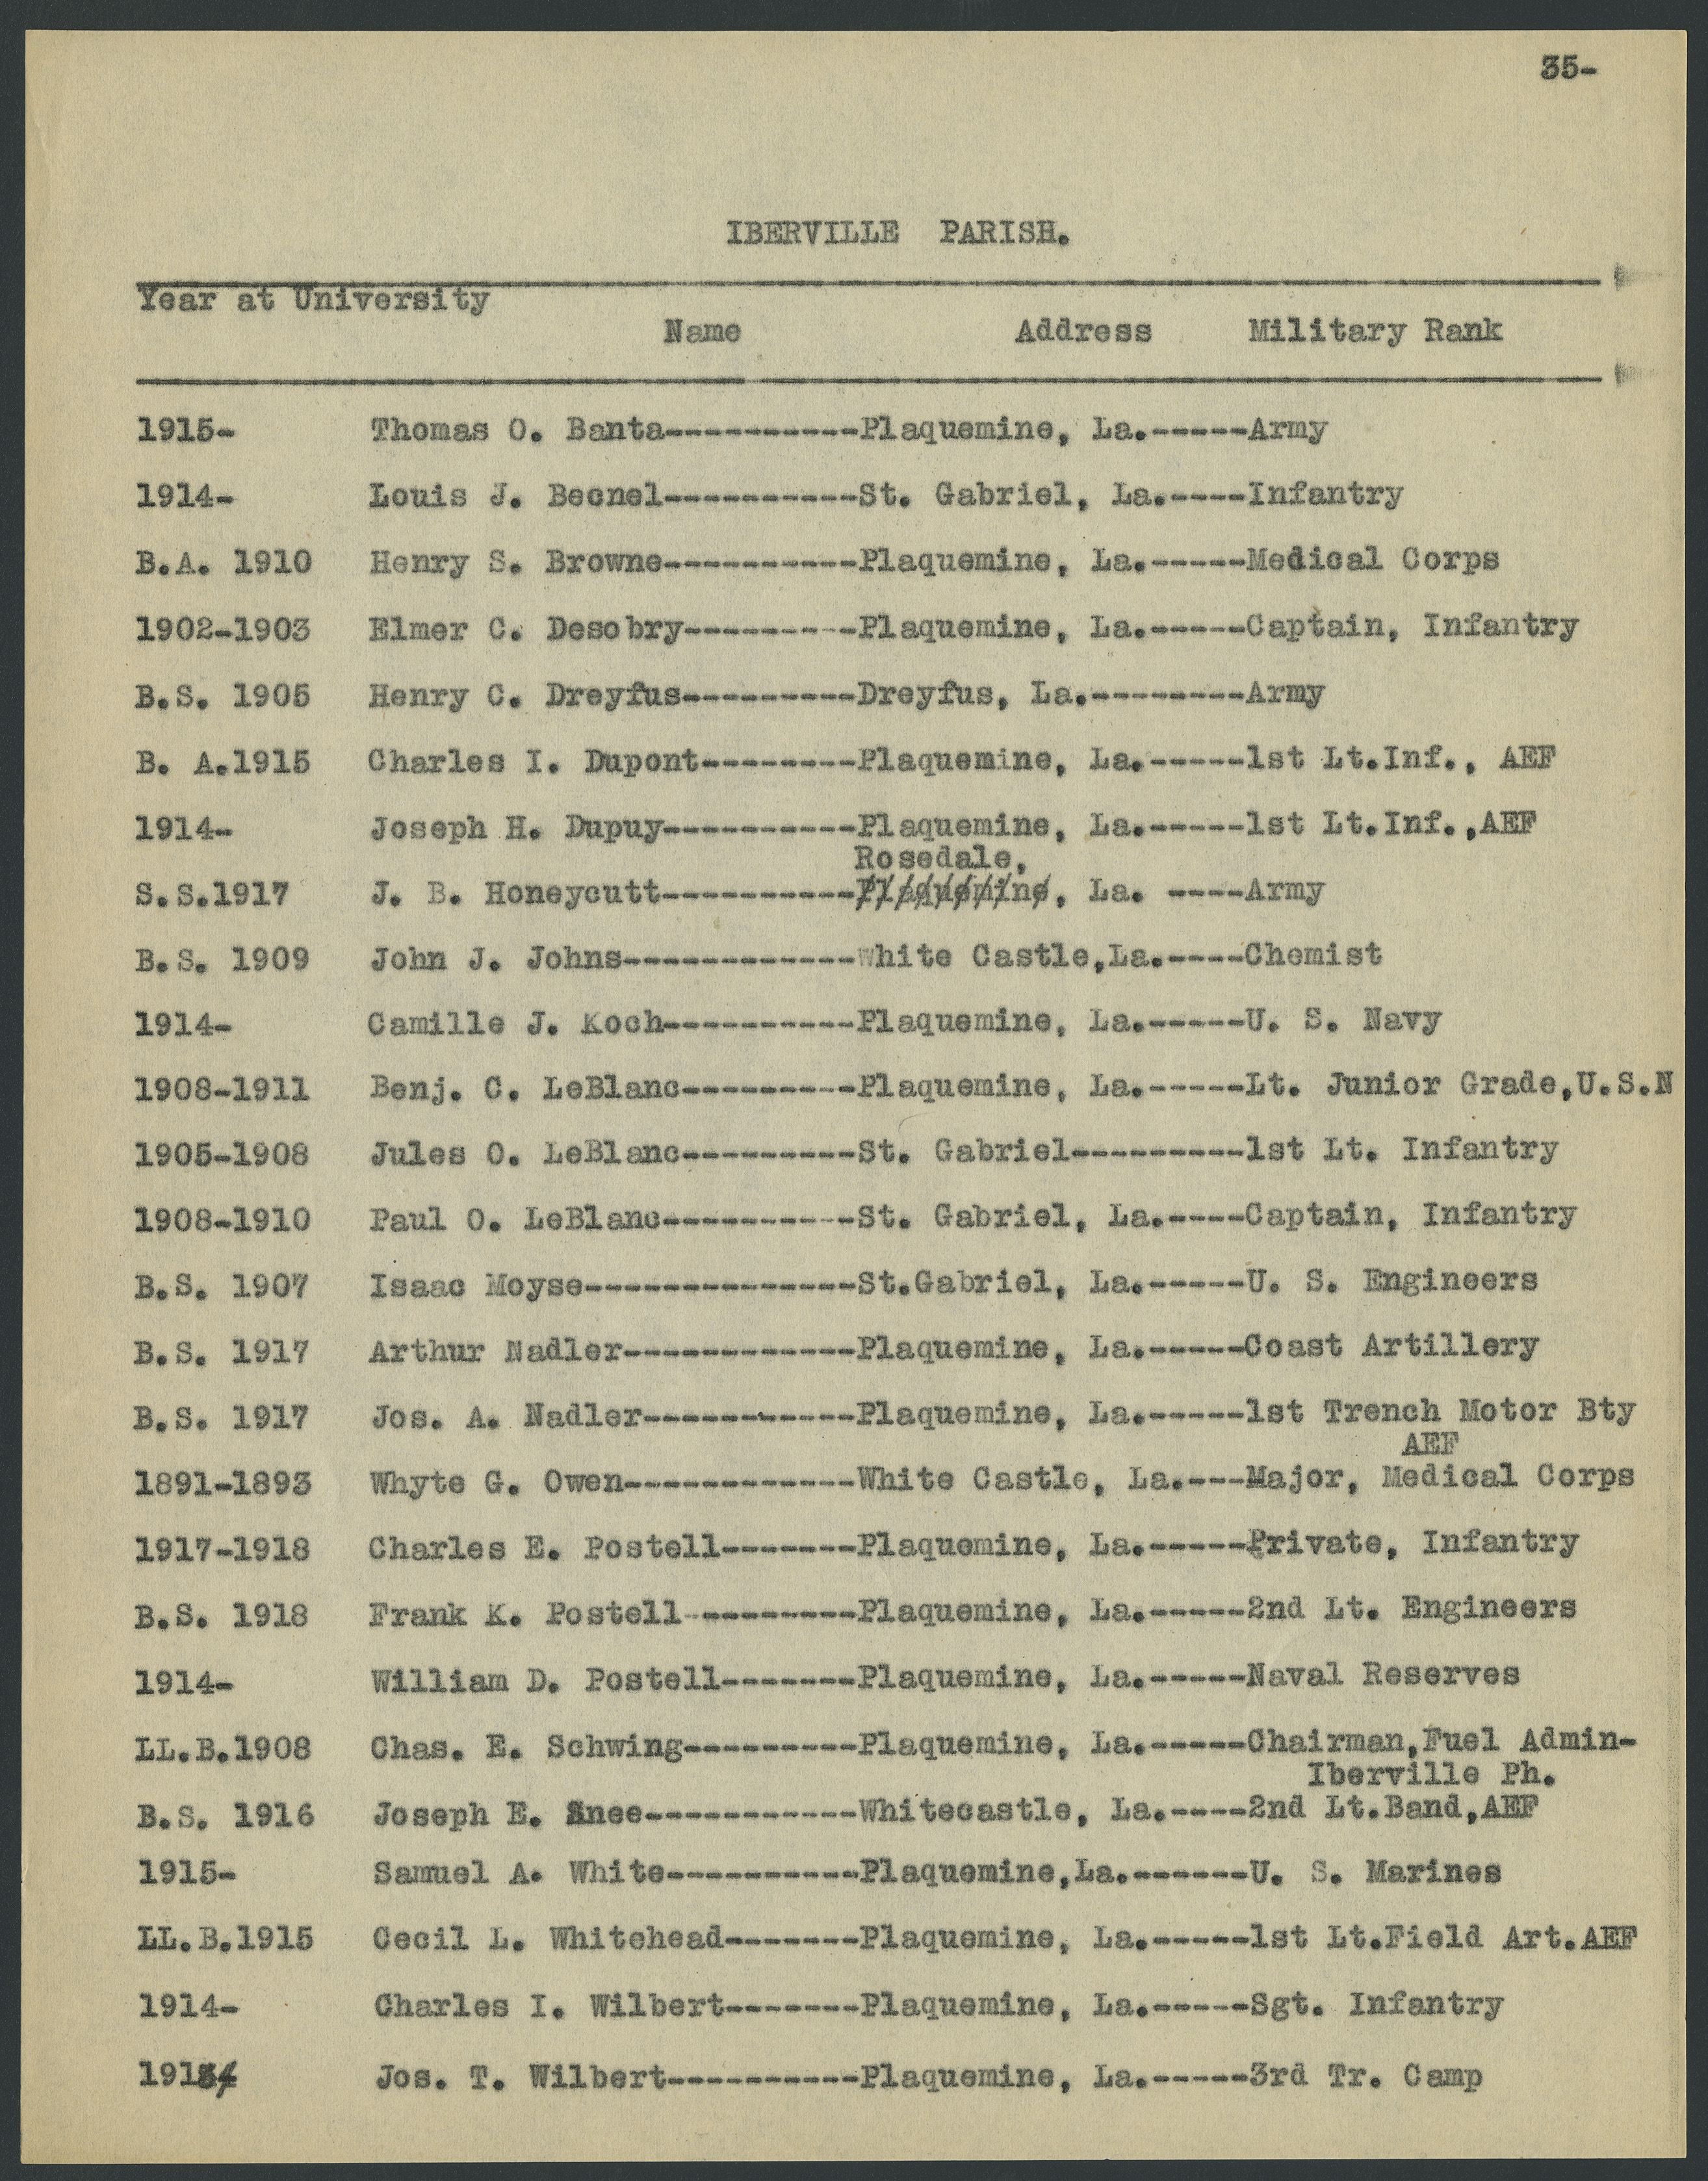 35-
IBERVILLE PARISH.
Year at University
Name Address Military Rank
1915- Thomas O. Banta----------Plaquemine, La.-----Army
1914- Louis J. Becnel----------St. Gabriel, La.----Infantry
B.A. 1910 Henry S. Browne----------Plaquemine, La.-----Medical Corps
1902-1903 Elmer C. Desobry---------Plaquemine, La.-----Captain, Infantry
B.S. 1905 Henry C. Dreyfus---------Dreyfus, La.--------Army
B. A.1915 Charles I. Dupont--------Plaquemine, La.-----1st Lt.Inf., AEF
1914- Joseph H. Dupuy----------Plaquemine, La.-----1st Lt.Inf.,AEF
Rosedale,
S.S.1917 J. B. Honeycutt----------Plaquemine, La. ----Army
B.S. 1909 John J. Johns------------White Castle,La.----Chemist
1914- Camille J. Koch----------Plaquemine, La.-----U. S. Navy
1908-1911 Benj. C. LeBlanc---------Plaquemine, La.-----Lt. Junior Grade,U.S.N
1905-1908 Jules O. LeBlanc---------St. Gabriel---------1st Lt. Infantry
1908-1910 Paul O. LeBlanc----------St. Gabriel, La.----Captain, Infantry
B.S. 1907 Isaac Moyse--------------St.Gabriel, La.-----U. S. Engineers
B.S. 1917 Arthur Nadler------------Plaquemine, La.-----Coast Artillery
B.S. 1917 Jos. A. Nadler-----------Plaquemine, La.-----1st Trench Motor Bty
AEF
1891-1893 Whyte G. Owen------------White Castle, La.---Major, Medical Corps
1917-1918 Charles E. Postell-------Plaquemine, La.-----Private, Infantry
B.S. 1918 Frank K. Postell---------Plaquemine, La.-----2nd Lt. Engineers
1914- William D. Postell-------Plaquemine, La.-----Naval Reserves
LL.B.1908 Chas. E. Schwing---------Plaquemine, La.-----Chairman,Fuel Admin-
Iberville Ph.
B.S. 1916 Joseph E. Snee-----------Whitecastle, La.----2nd Lt.Band,AEF
1915- Samuel A. White----------Plaquemine,La.------U. S. Marines
LL.B.1915 Cecil L. Whitehead-------Plaquemine, La.-----1st Lt.Field Art.AEF
1914- Charles I. Wilbert-------Plaquemine, La.-----Sgt. Infantry
1914 Jos. T. Wilbert----------Plaquemine, La.-----3rd Tr. Camp